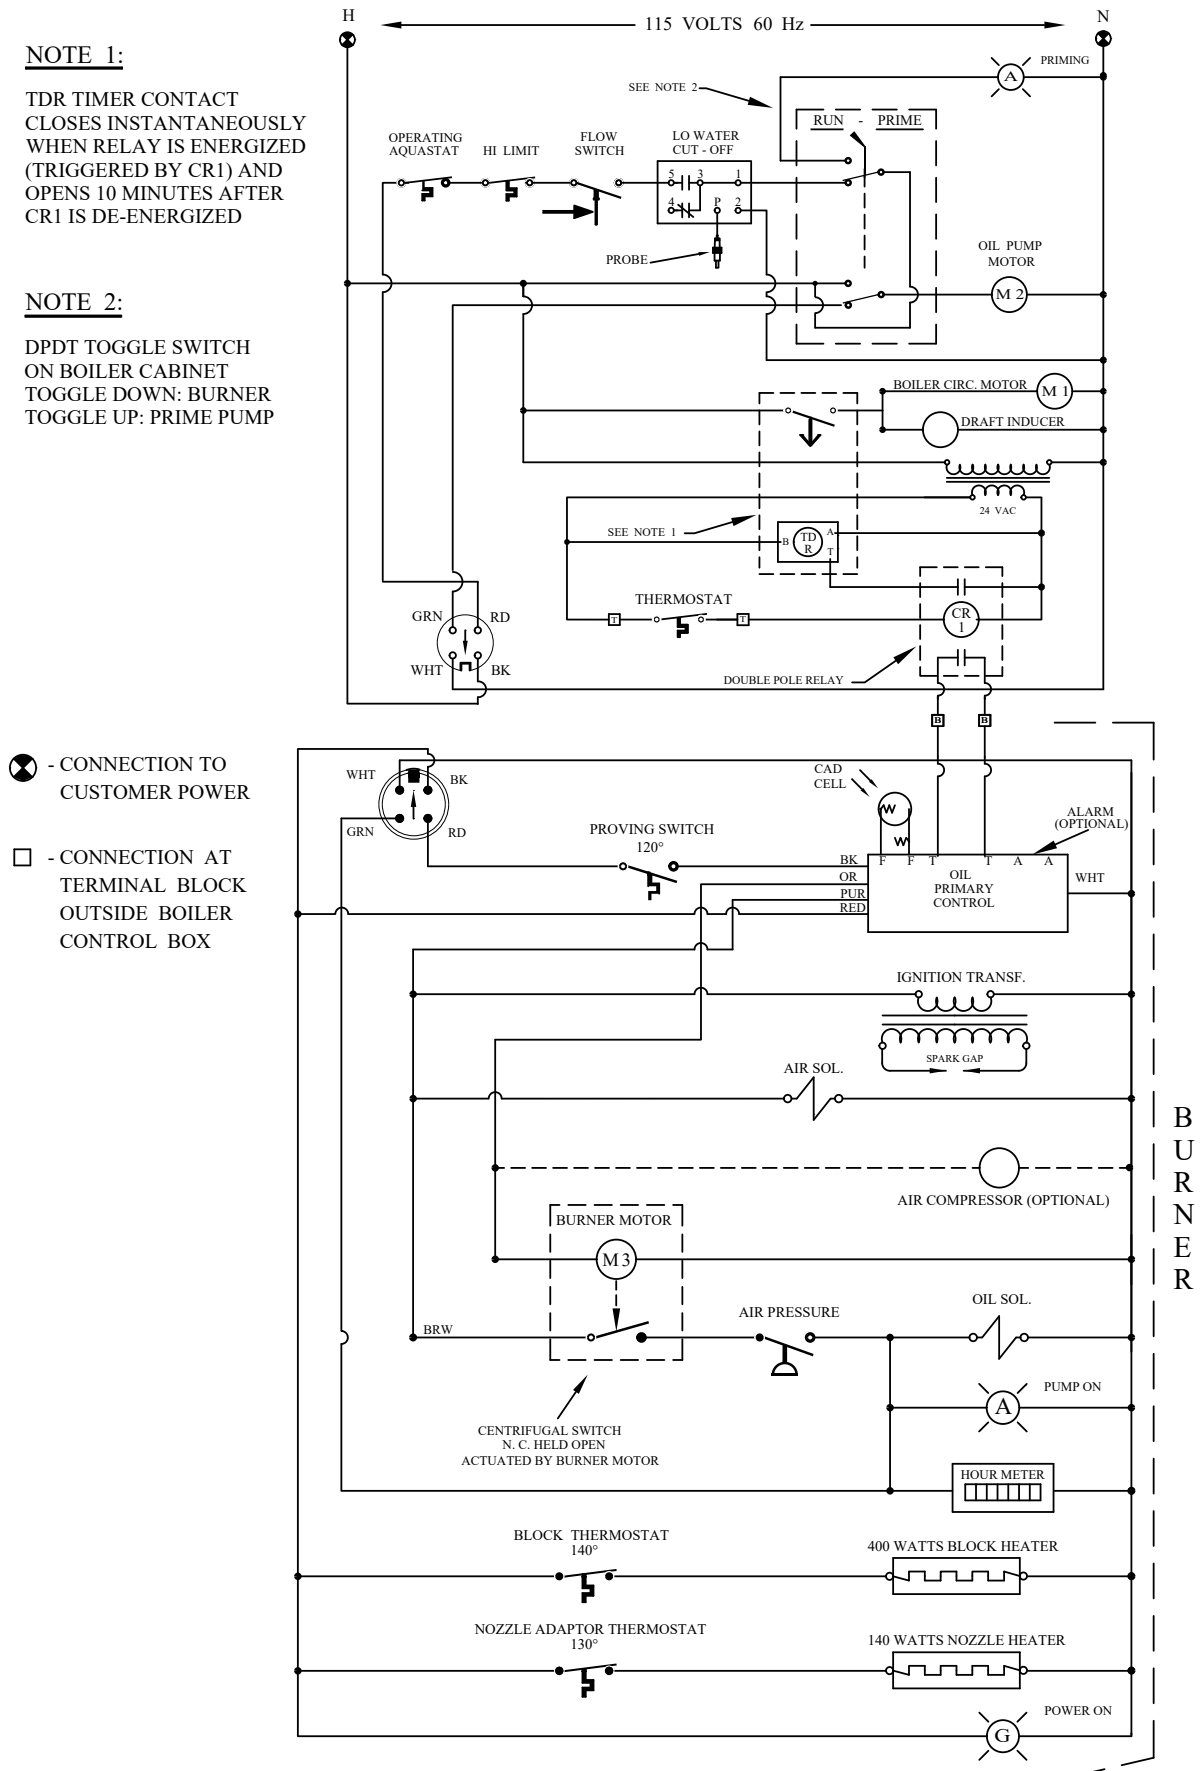 H
115 VOLTS 60 Hz
N
NOTE 1:
TDR TIMER CONTACT
CLOSES INSTANTANEOUSLY
WHEN RELAY IS ENERGIZED
(TRIGGERED BY CR1) AND
OPENS 10 MINUTES AFTER
CR1 IS DE-ENERGIZED
NOTE 2:
DPDT TOGGLE SWITCH
ON BOILER CABINET
TOGGLE DOWN: BURNER
TOGGLE UP: PRIME PUMP
A
PRIMING
SEE NOTE 2
RUN - PRIME
OPERATING
AQUASTAT
HI LIMIT
FLOW
SWITCH
LO WATER
CUT - OFF
5 3 1
4 P 2
PROBE
OIL PUMP
MOTOR
M 2
BOILER CIRC. MOTOR
M 1
DRAFT INDUCER
24 VAC
SEE NOTE 1
B
TD
R
A
T
THERMOSTAT
T
T
CR
1
DOUBLE POLE RELAY
GRN
RD
WHT
BK
B
B
- CONNECTION TO
CUSTOMER POWER
- CONNECTION AT
TERMINAL BLOCK
OUTSIDE BOILER
CONTROL BOX
WHT
BK
GRN
RD
CAD
CELL
ALARM
(OPTIONAL)
PROVING SWITCH
120°
BK
OR
PUR
RED
F F T T A A
OIL
PRIMARY
CONTROL
WHT
IGNITION TRANSF.
SPARK GAP
AIR SOL.
AIR COMPRESSOR (OPTIONAL)
BURNER
BURNER MOTOR
M 3
BRW
AIR PRESSURE
OIL SOL.
A
PUMP ON
CENTRIFUGAL SWITCH
N. C. HELD OPEN
ACTUATED BY BURNER MOTOR
HOUR METER
BLOCK THERMOSTAT
140°
400 WATTS BLOCK HEATER
NOZZLE ADAPTOR THERMOSTAT
130°
140 WATTS NOZZLE HEATER
G
POWER ON